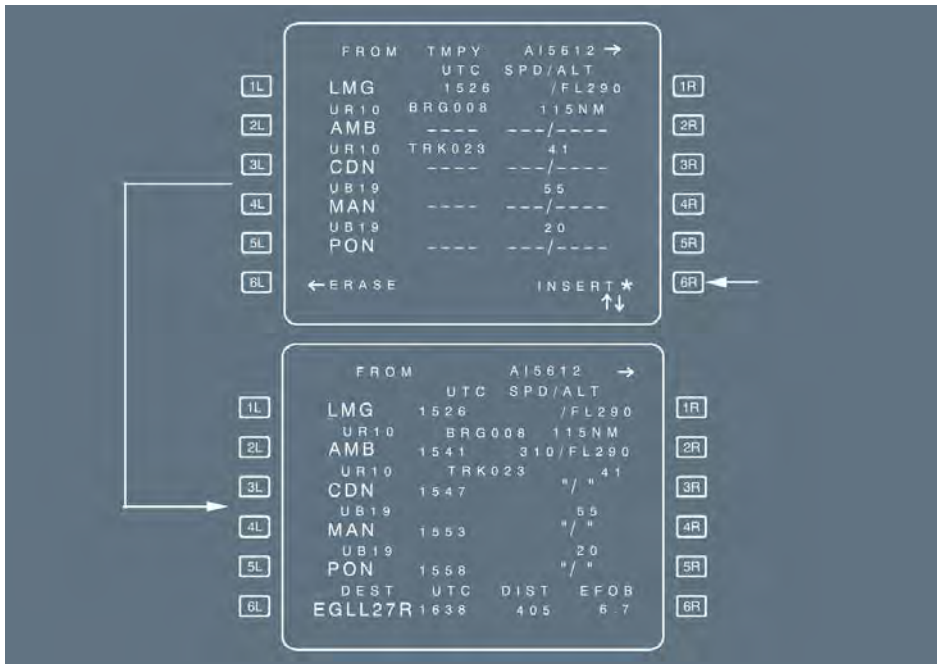 FROM TMPY AI5612 →
UTC SPD/ALT
1L LMG 1526 /FL290 1R
UR10 BRG008 115NM
2L AMB ---- ---/---- 2R
UR10 TRK023 41
3L CDN ---- ---/---- 3R
UB19 55
4L MAN ---- ---/---- 4R
UB19 20
5L PON ---- ---/---- 5R
6L ←ERASE INSERT* 6R
↑↓
FROM AI5612 →
UTC SPD/ALT
1L LMG 1526 /FL290 1R
UR10 BRG008 115NM
2L AMB 1541 310/FL290 2R
UR10 TRK023 41
3L CDN 1547 "/" 3R
UB19 55
4L MAN 1553 "/" 4R
UB19 20
5L PON 1558 "/" 5R
DEST UTC DIST EFOB
6L EGLL27R 1638 405 6.7 6R